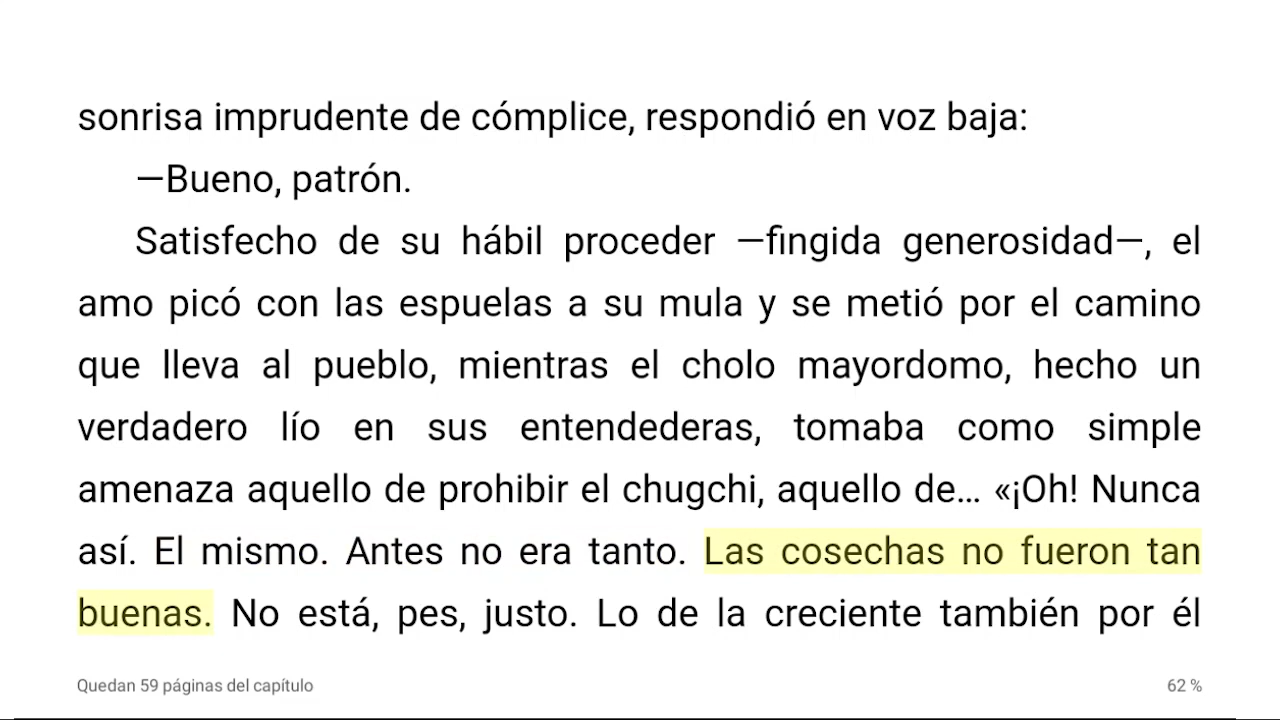 sonrisa imprudente de cómplice, respondió en voz baja:
—Bueno, patrón.
Satisfecho de su hábil proceder —fingida generosidad—, el
amo picó con las espuelas a su mula y se metió por el camino
que lleva al pueblo, mientras el cholo mayordomo, hecho un
verdadero lío en sus entendederas, tomaba como simple
amenaza aquello de prohibir el chugchi, aquello de... «¡Oh! Nunca
así. El mismo. Antes no era tanto. Las cosechas no fueron tan
buenas. No está, pes, justo. Lo de la creciente también por él
Quedan 59 páginas del capítulo
62 %